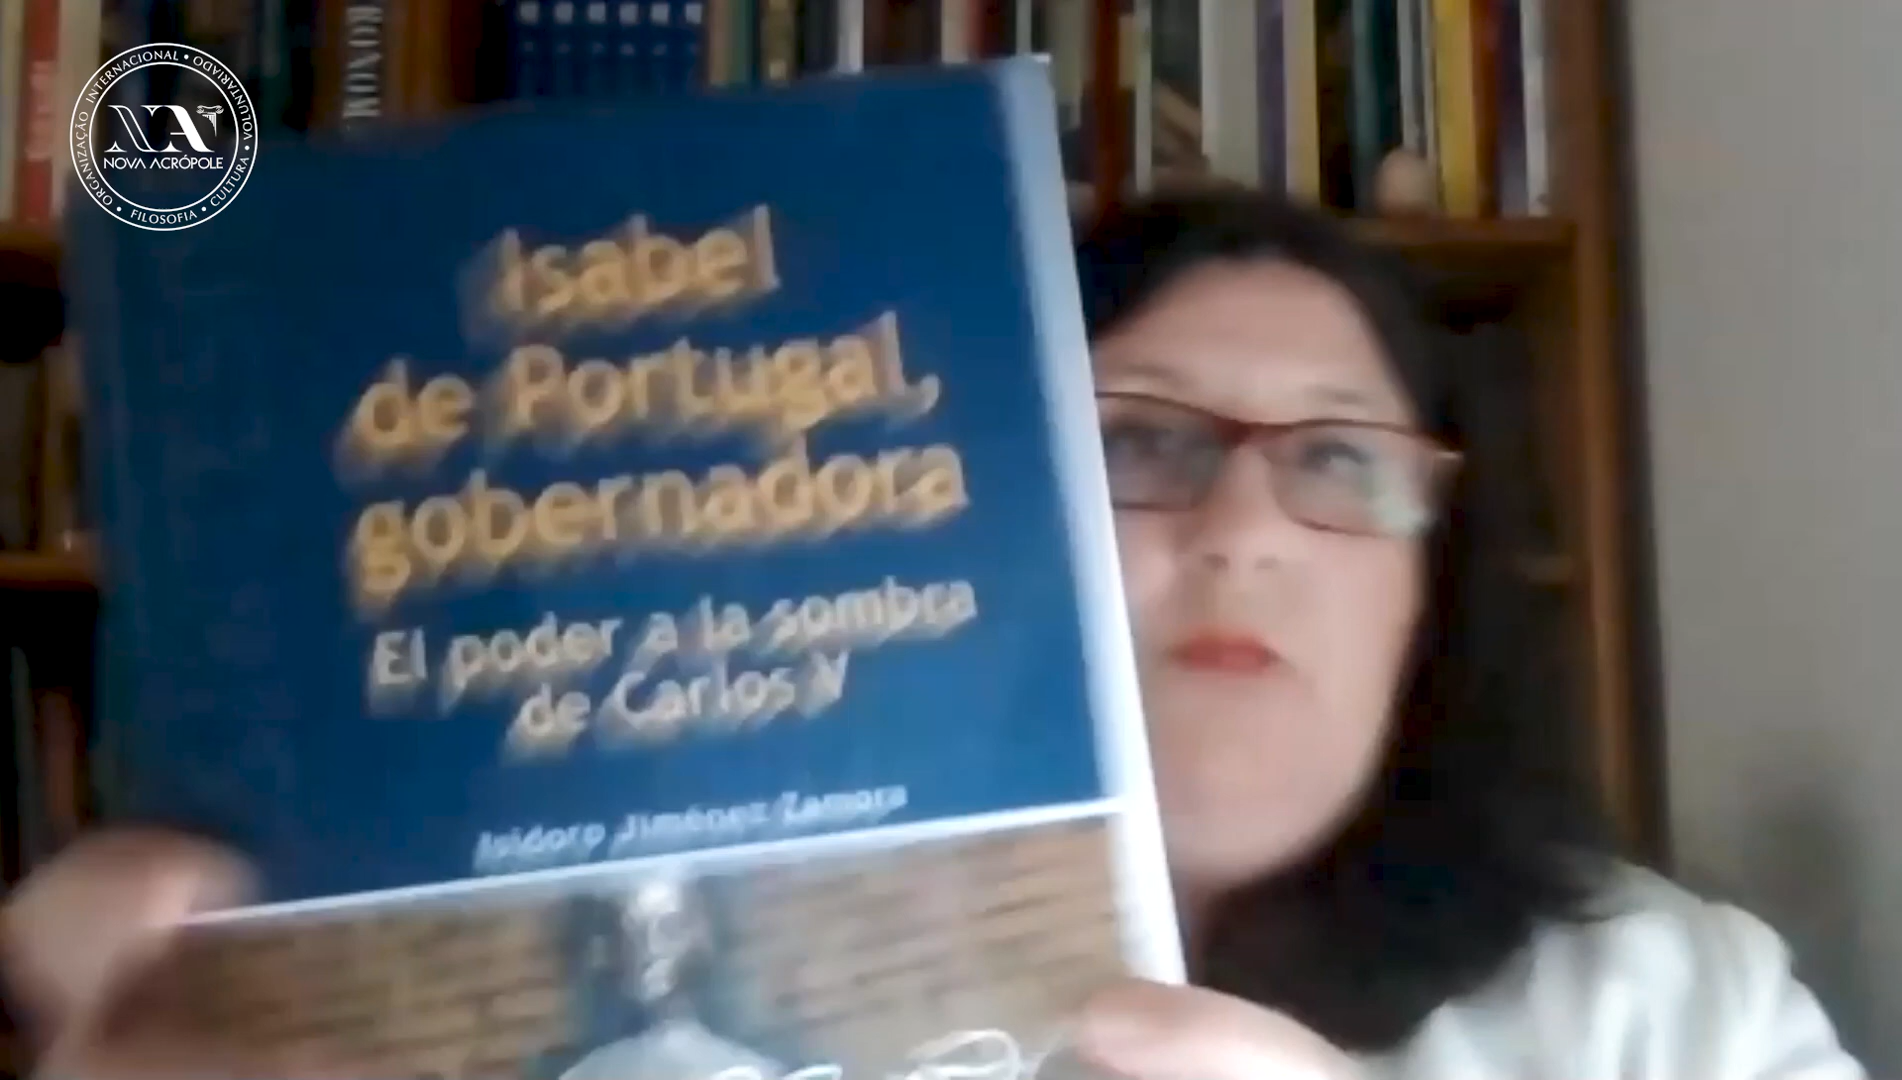 ORGANIZAÇÃO INTERNACIONAL • VOLUNTARIADO
NA
NOVA ACRÓPOLE
• FILOSOFIA • CULTURA •
Isabel
de Portugal,
gobernadora
El poder a la sombra
de Carlos V
Isidoro Jiménez Zamora